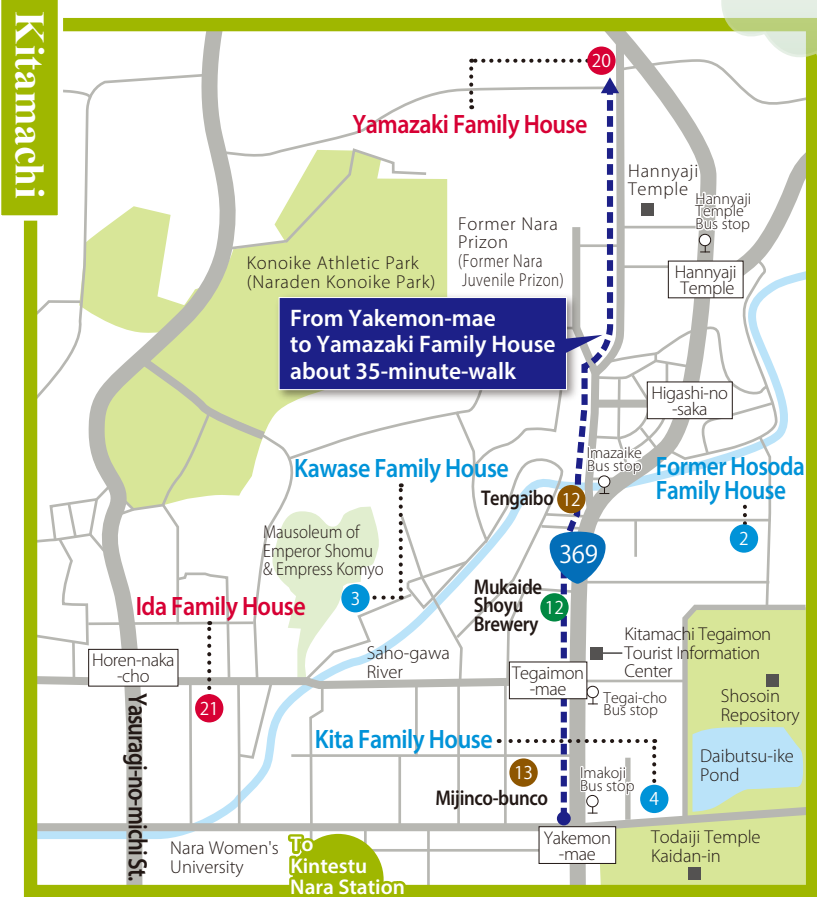 Kitamachi
20
Yamazaki Family House
Hannyaji
Temple
Hannyaji
Temple
Bus stop
Former Nara
Prizon
(Former Nara
Juvenile Prizon)
Konoike Athletic Park
(Naraden Konoike Park)
Hannyaji
Temple
From Yakemon-mae
to Yamazaki Family House
about 35-minute-walk
Higashi-no
-saka
Imazaike
Bus stop
Kawase Family House
Former Hosoda
Family House
Tengaibo
12
2
Mausoleum of
Emperor Shomu
& Empress Komyo
369
3
Mukaide
Shoyu
Brewery
12
Ida Family House
Kitamachi Tegaimon
Tourist Information
Center
Saho-gawa
River
Horen-naka
-cho
Tegaimon
-mae
Tegai-cho
Bus stop
Shosoin
Repository
21
Yasuragi-no-michi St.
Kita Family House
Daibutsu-ike
Pond
13
Mijinco-bunco
Imakoji
Bus stop
4
Yakemon
-mae
Todaiji Temple
Kaidan-in
Nara Women's
University
To
Kintestu
Nara Station